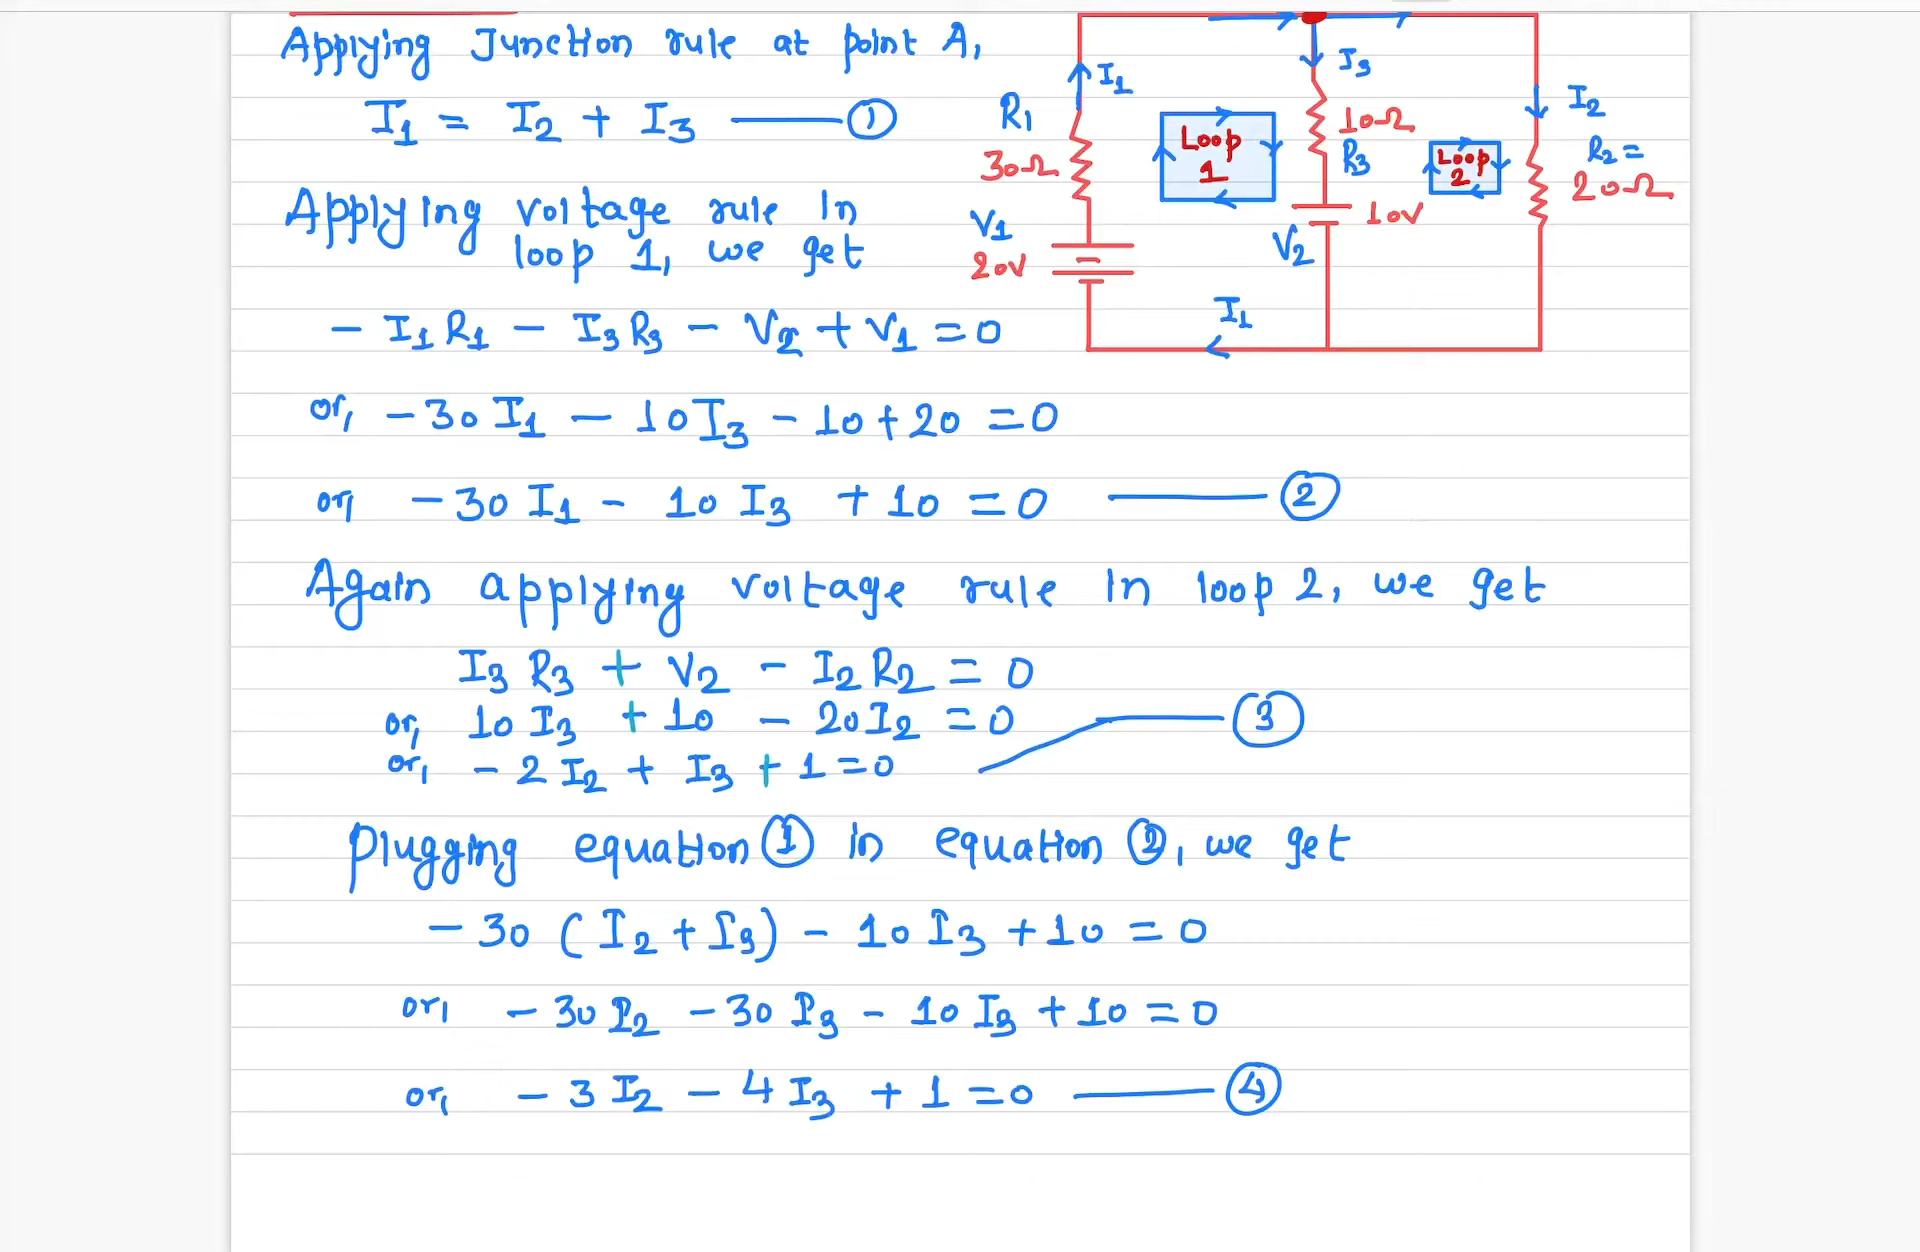 Applying Junction rule at point A,
I₁ = I₂ + I₃ —— ①
Applying voltage rule in
loop 1, we get
- I₁R₁ - I₃R₃ - V₂ + V₁ = 0
or, -30 I₁ - 10 I₃ - 10 + 20 = 0
or, -30 I₁ - 10 I₃ + 10 = 0 —— ②
Again applying voltage rule in loop 2, we get
I₃ R₃ + V₂ - I₂ R₂ = 0
or, 10 I₃ + 10 - 20 I₂ = 0
or, - 2 I₂ + I₃ + 1 = 0 —— ③
Plugging equation ① in equation ②, we get
- 30 (I₂ + I₃) - 10 I₃ + 10 = 0
or, - 30 I₂ - 30 I₃ - 10 I₃ + 10 = 0
or, - 3 I₂ - 4 I₃ + 1 = 0 —— ④
I₁
R₁
30Ω
V₁
20V
Loop
1
I₃
10Ω
R₃
10V
V₂
Loop
2
I₂
R₂ =
20Ω
I₁